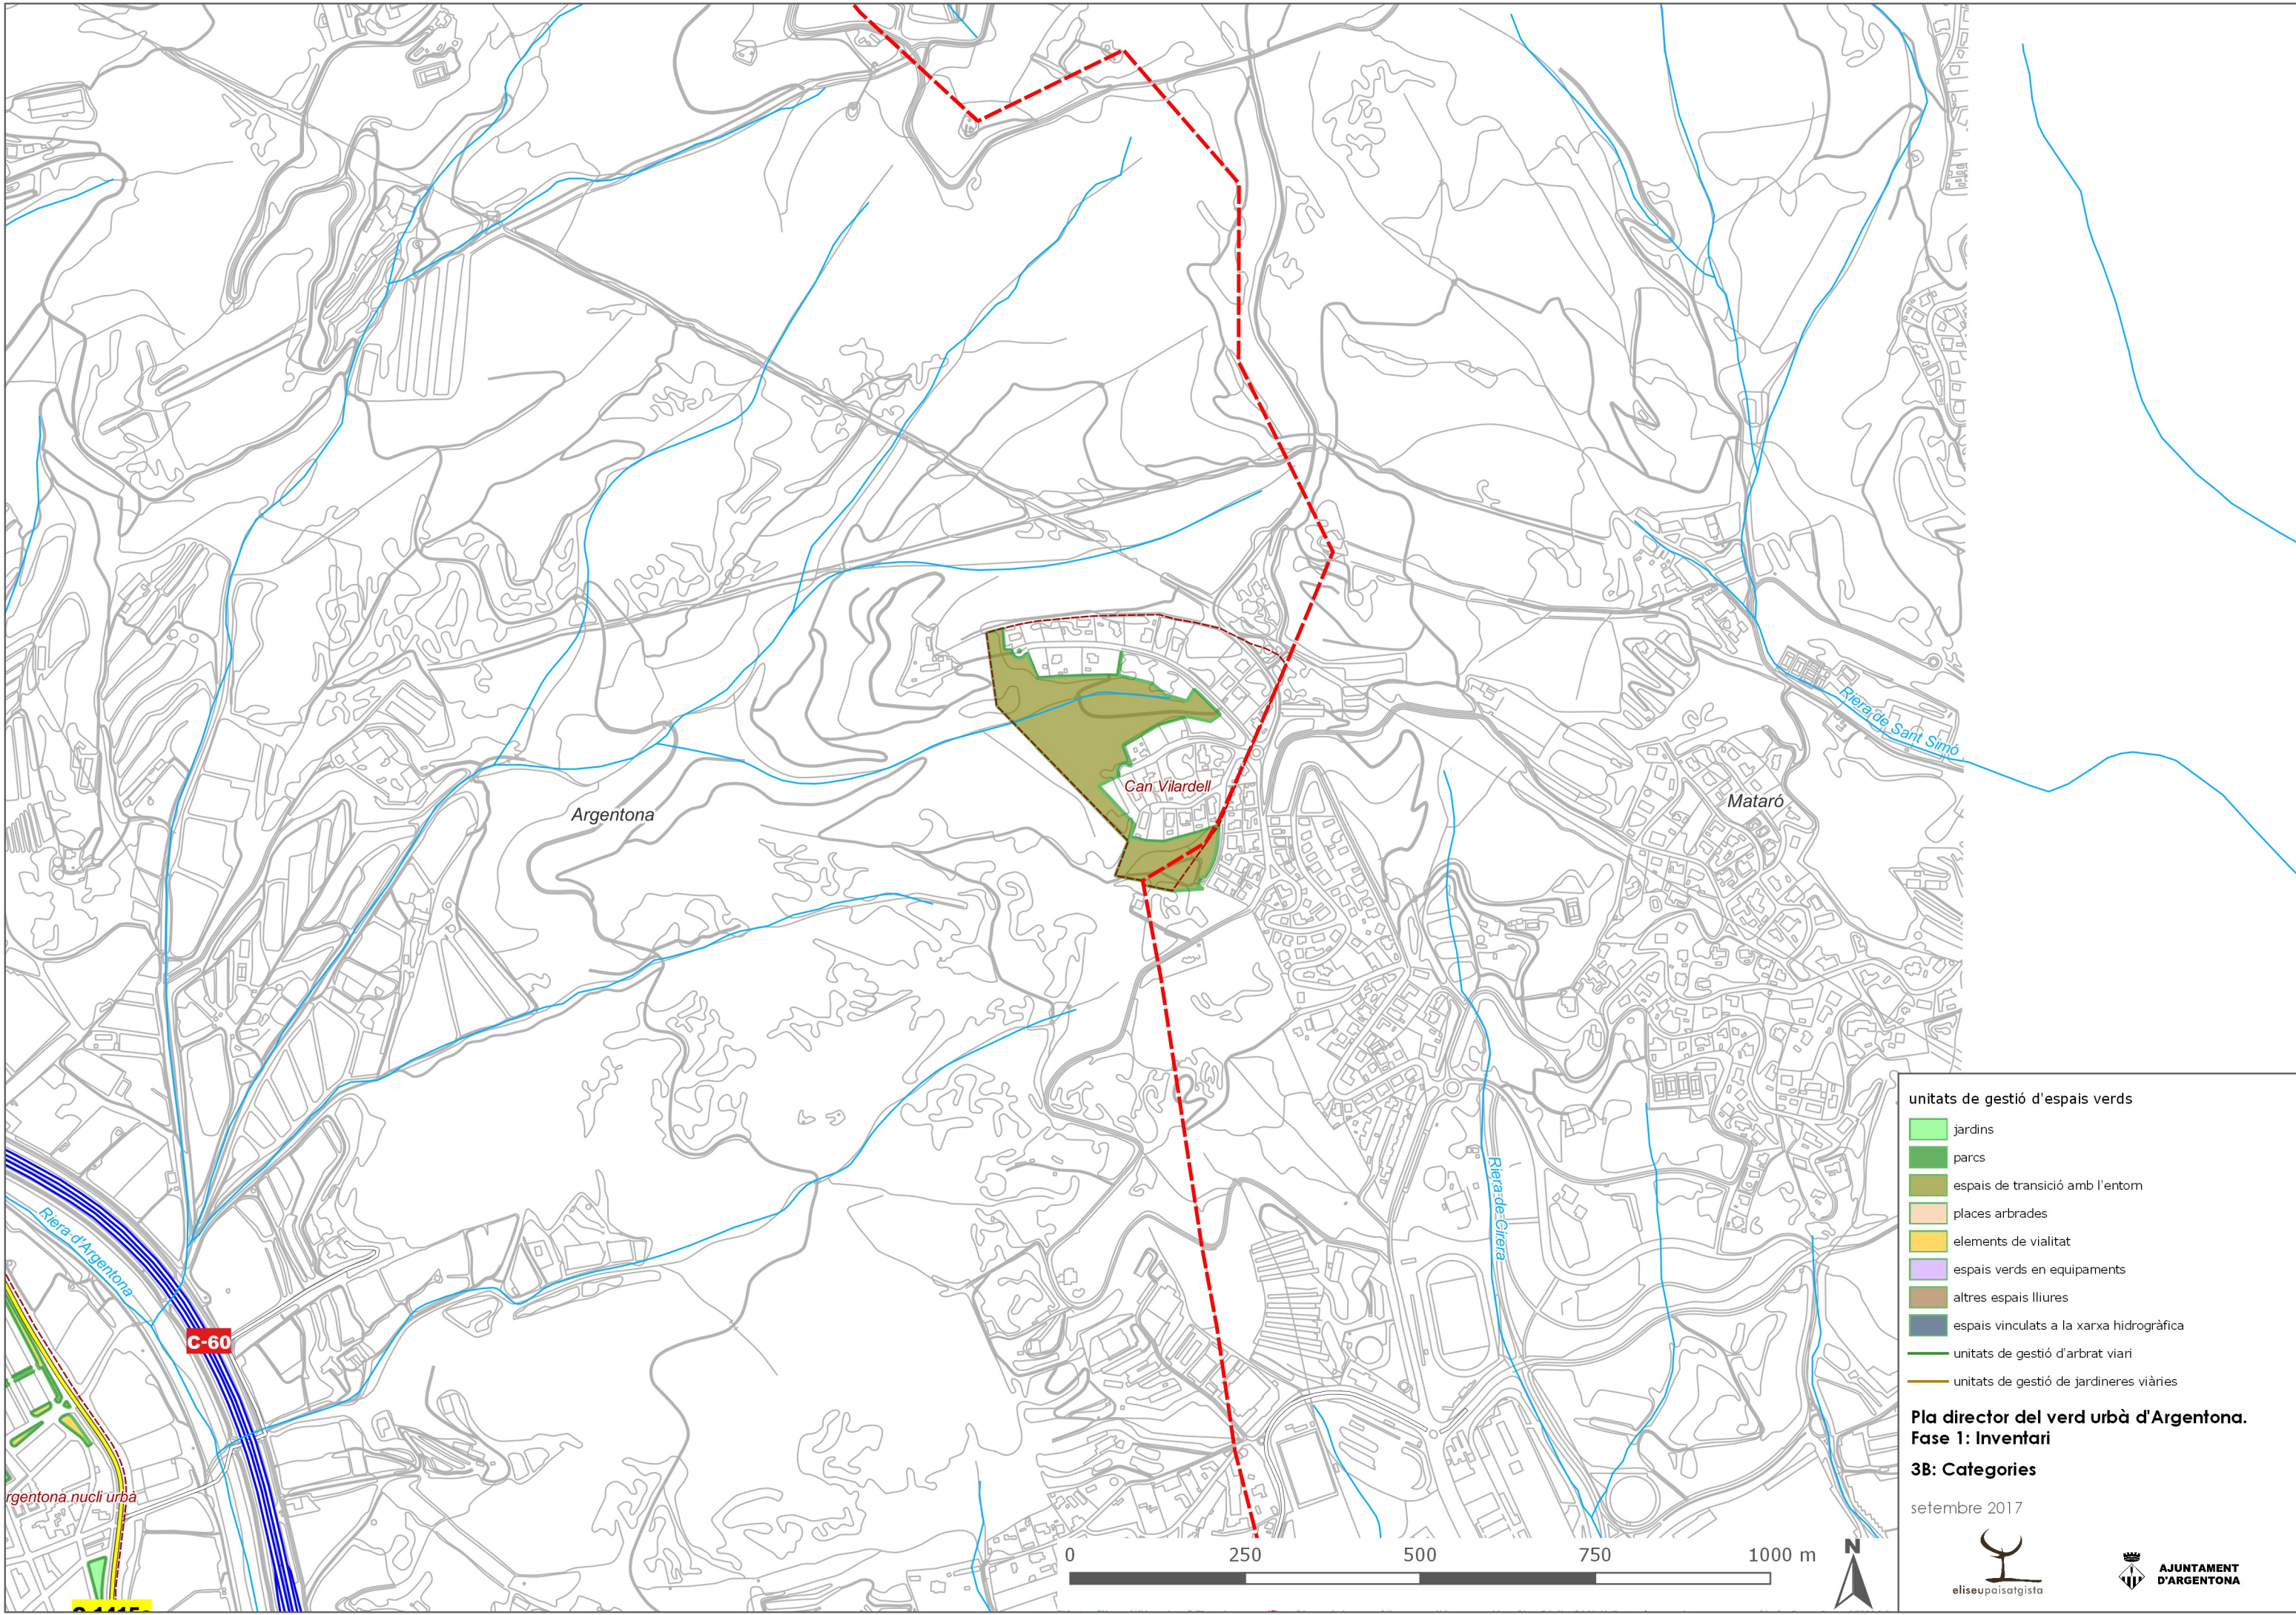 Argentona
Can Vilardell
Mataró
Riera de Sant Simó
Riera de Cirera
Riera d'Argentona
C-60
rgentona nucli urbà
0 250 500 750 1000 m
N
unitats de gestió d'espais verds
jardins
parcs
espais de transició amb l'entorn
places arbrades
elements de vialitat
espais verds en equipaments
altres espais lliures
espais vinculats a la xarxa hidrogràfica
unitats de gestió d'arbrat viari
unitats de gestió de jardineres viàries
Pla director del verd urbà d'Argentona.
Fase 1: Inventari
3B: Categories
setembre 2017
eliseupaisatgista
AJUNTAMENT
D'ARGENTONA